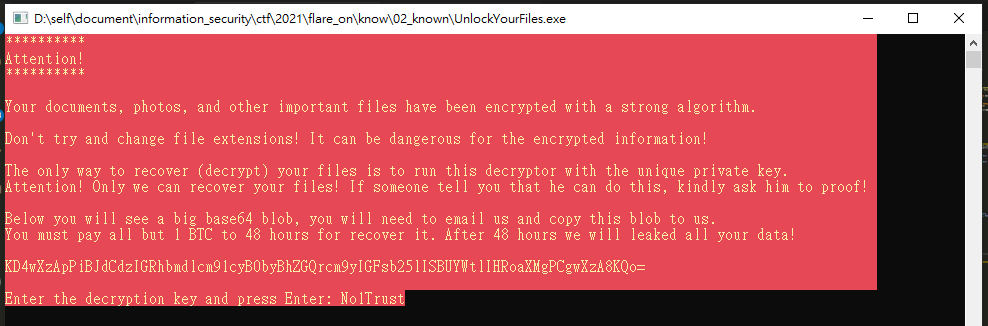 D:\self\document\information_security\ctf\2021\flare_on\know\02_known\UnlockYourFiles.exe
**********
Attention!
**********
Your documents, photos, and other important files have been encrypted with a strong algorithm.
Don't try and change file extensions! It can be dangerous for the encrypted information!
The only way to recover (decrypt) your files is to run this decryptor with the unique private key.
Attention! Only we can recover your files! If someone tell you that he can do this, kindly ask him to proof!
Below you will see a big base64 blob, you will need to email us and copy this blob to us.
You must pay all but 1 BTC to 48 hours for recover it. After 48 hours we will leaked all your data!
KD4wXzApPiBJdCdzIGRhbmdlcm91cyB0byBhZGQrcm9yIGFsb25lISBUYWtlIHRoaXMgPCgwXzA8KQo=
Enter the decryption key and press Enter: No1Trust